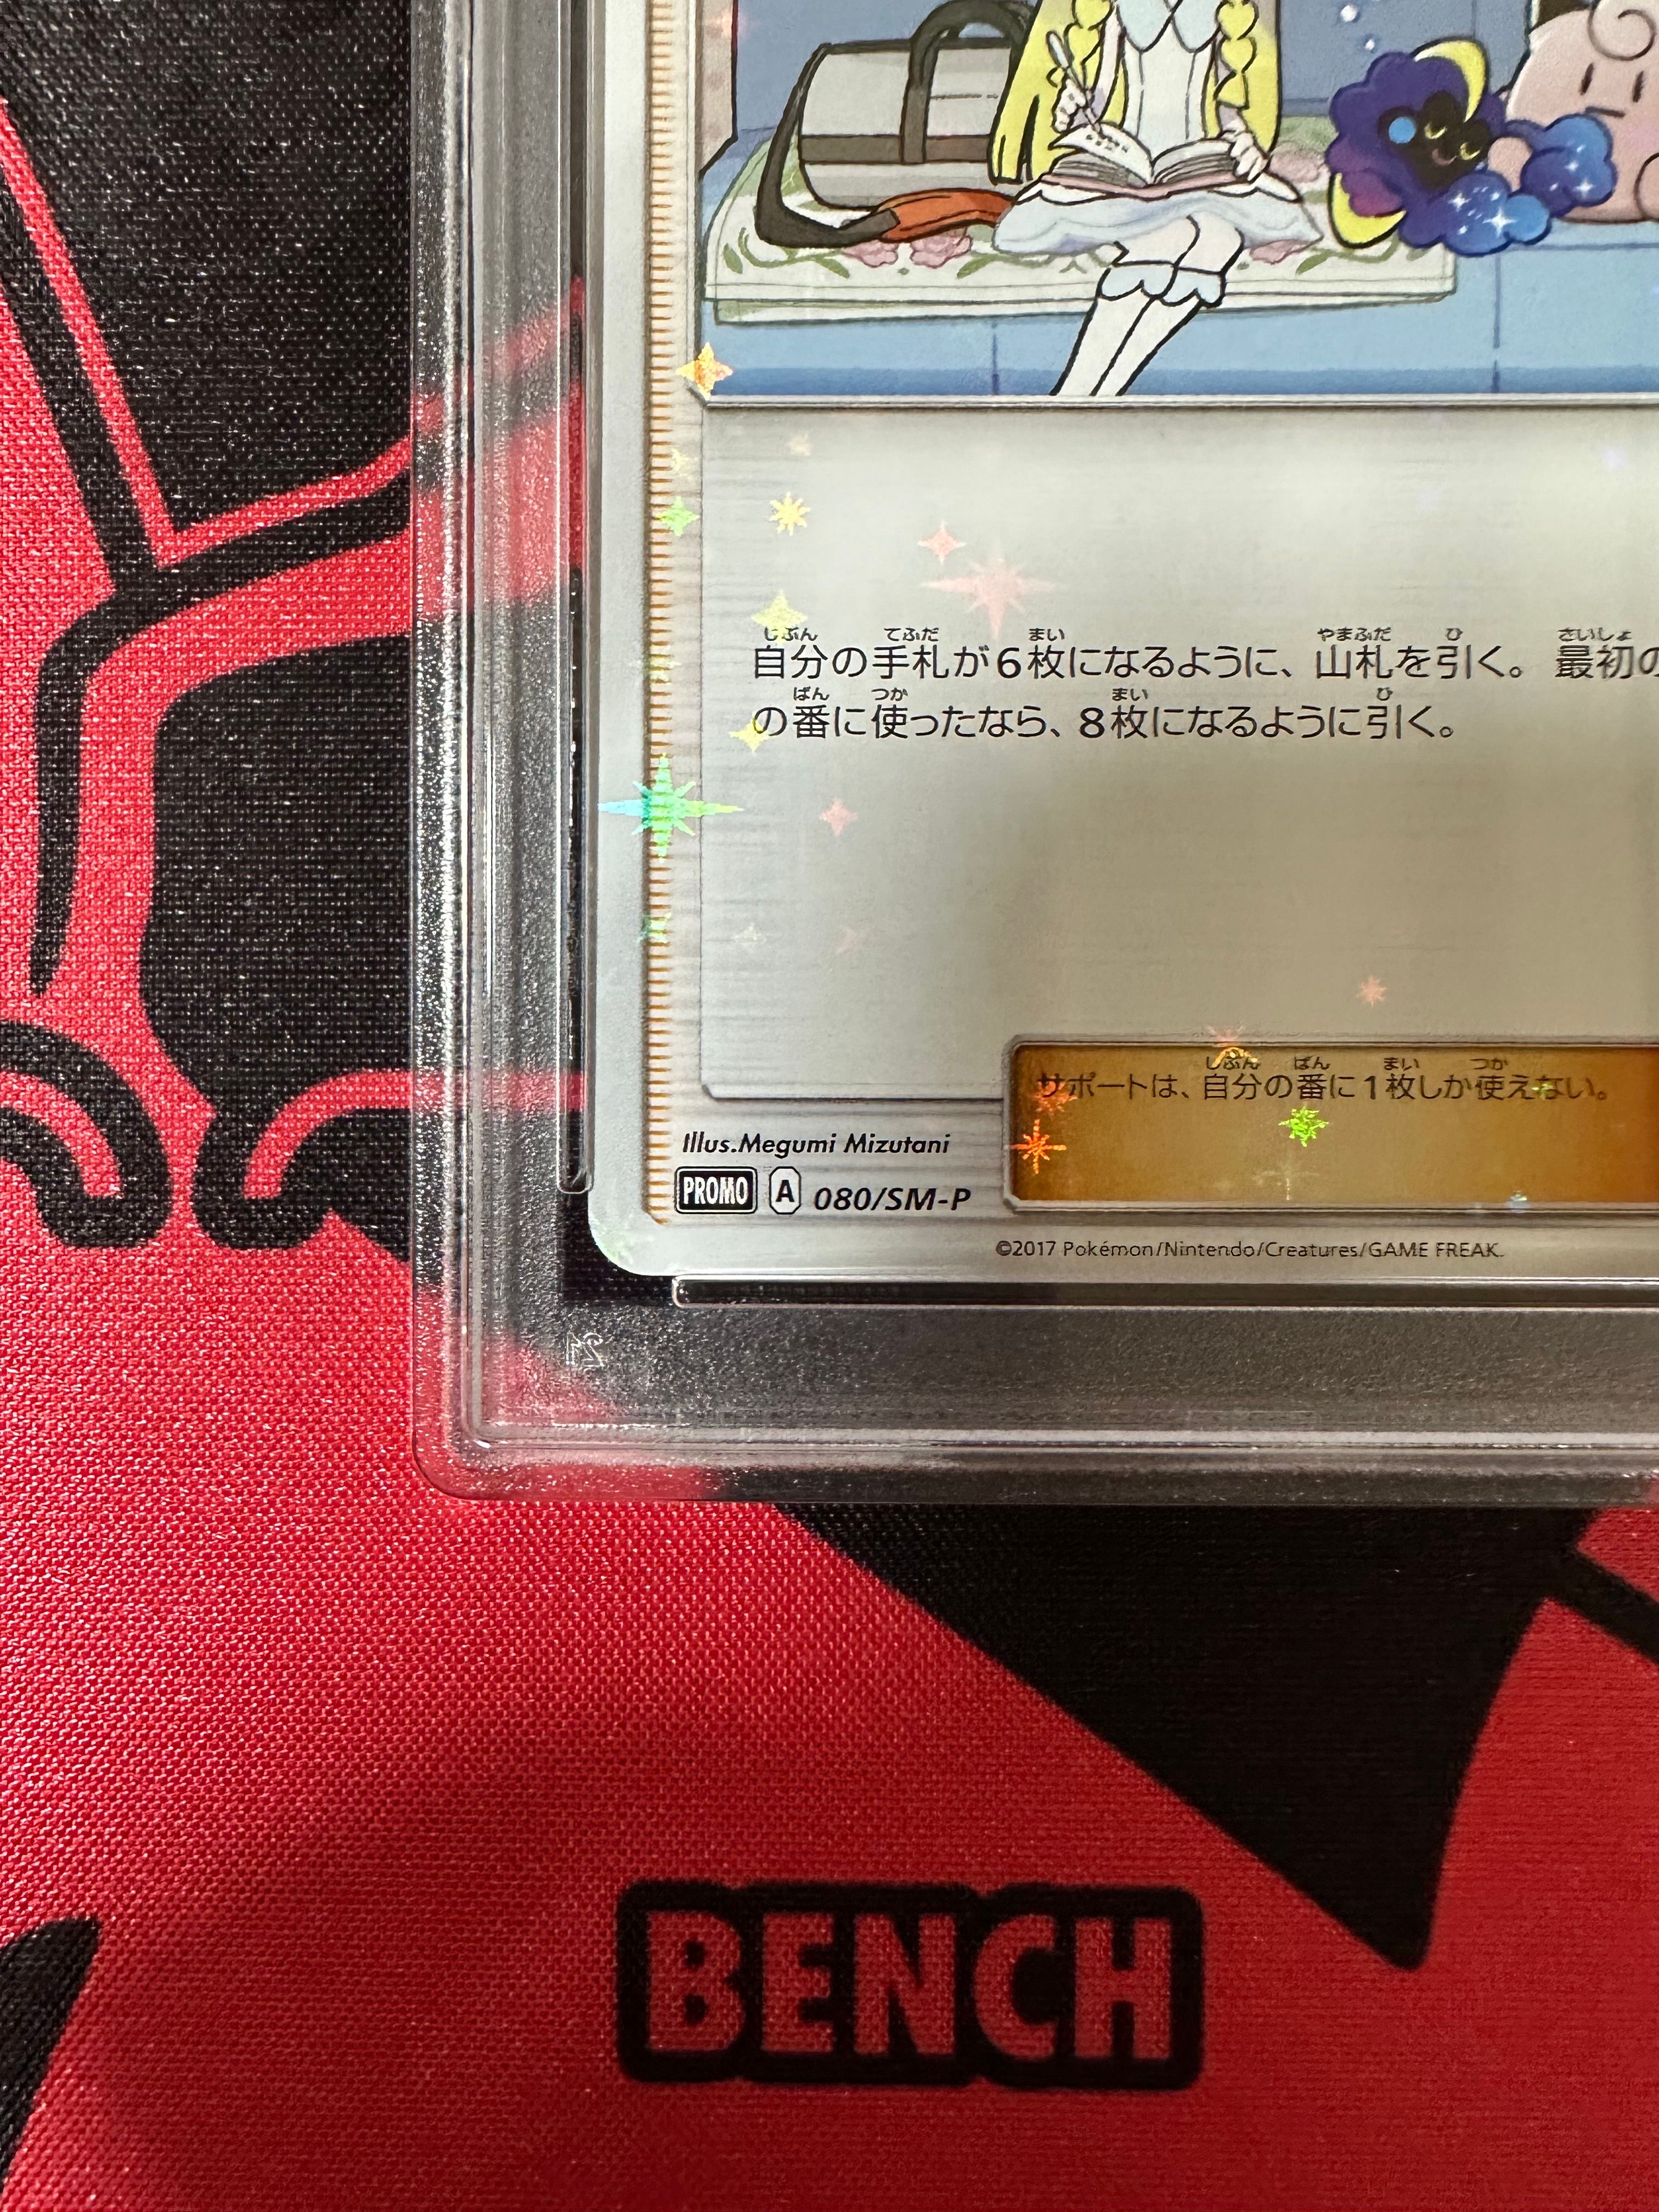 自分の手札が6枚になるように、山札を引く。最初の
の番に使ったなら、8枚になるように引く。
サポートは、自分の番に1枚しか使えない。
Illus.Megumi Mizutani
PROMO A 080/SM-P
©2017 Pokémon/Nintendo/Creatures/GAME FREAK.
BENCH